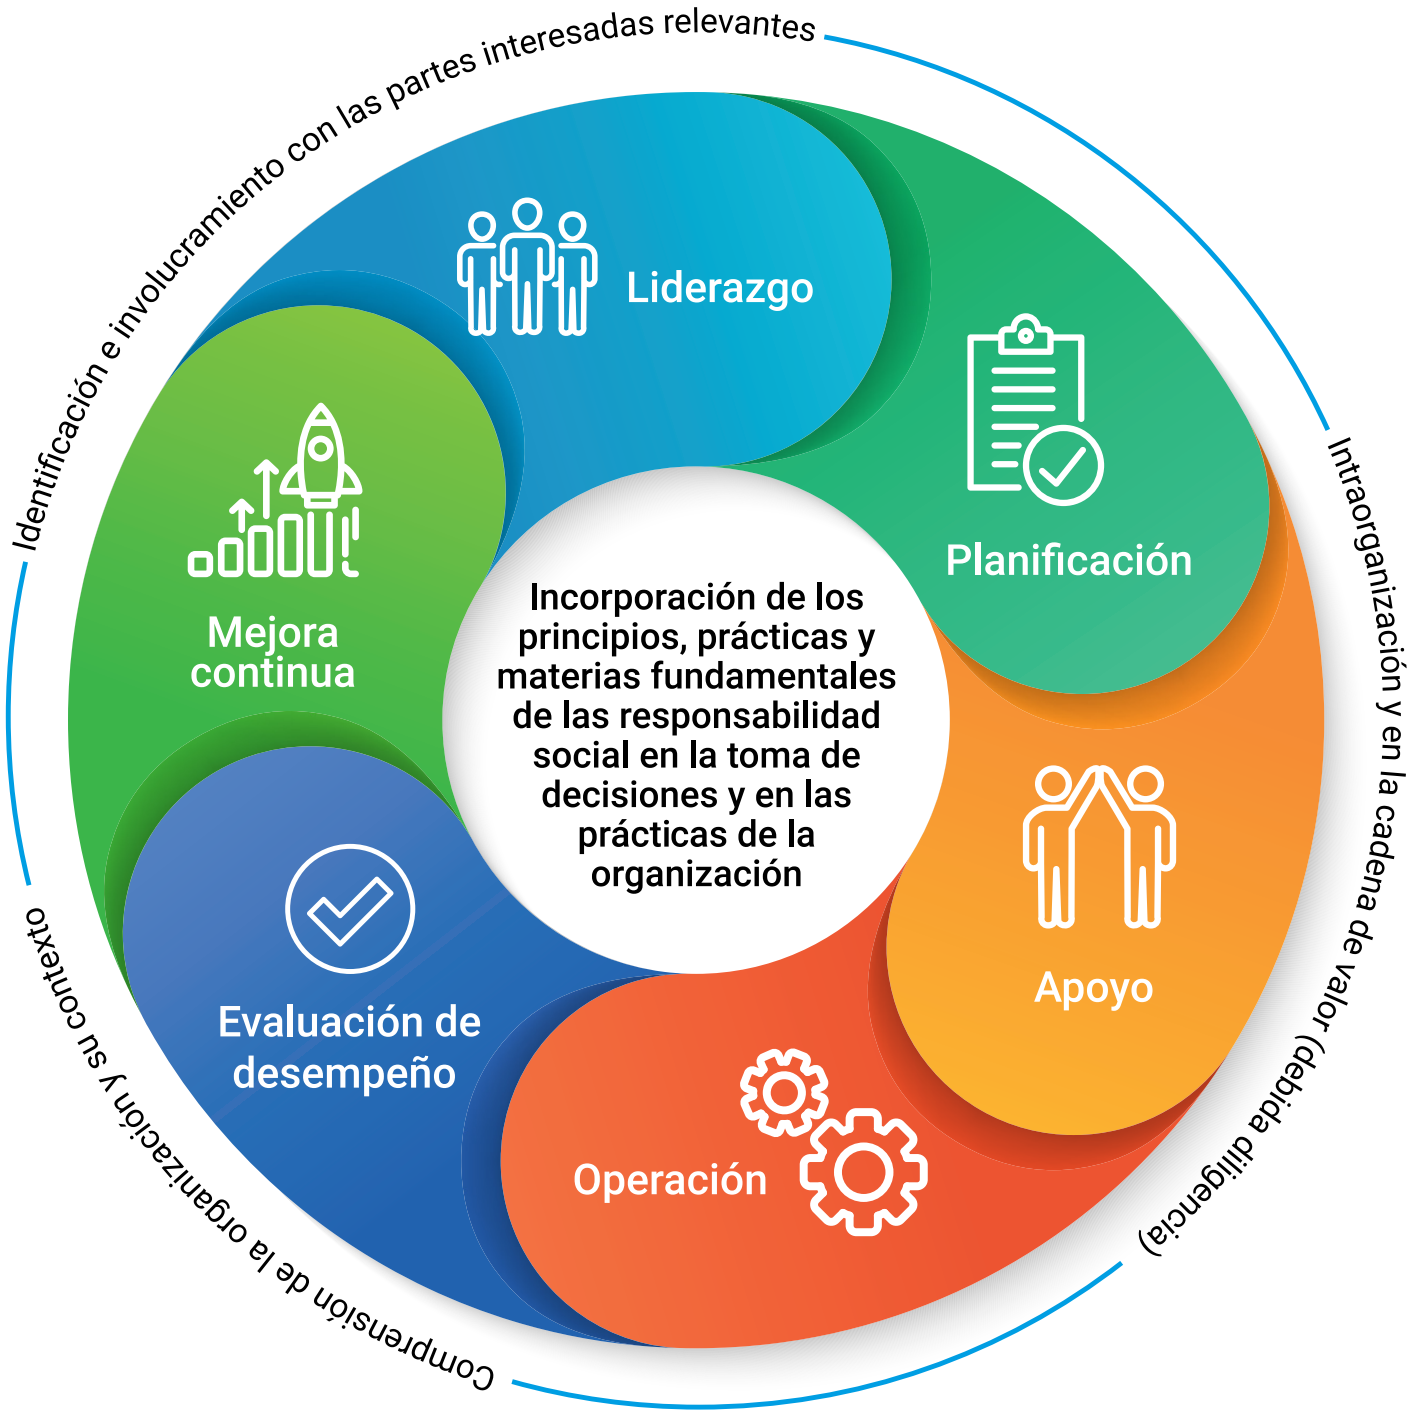 Identificación e involucramiento con las partes interesadas relevantes
Intraorganización y en la cadena de valor (debida diligencia)
Comprensión de la organización y su contexto
Liderazgo
Planificación
Apoyo
Operación
Evaluación de
desempeño
Mejora
continua
Incorporación de los
principios, prácticas y
materias fundamentales
de las responsabilidad
social en la toma de
decisiones y en las
prácticas de la
organización